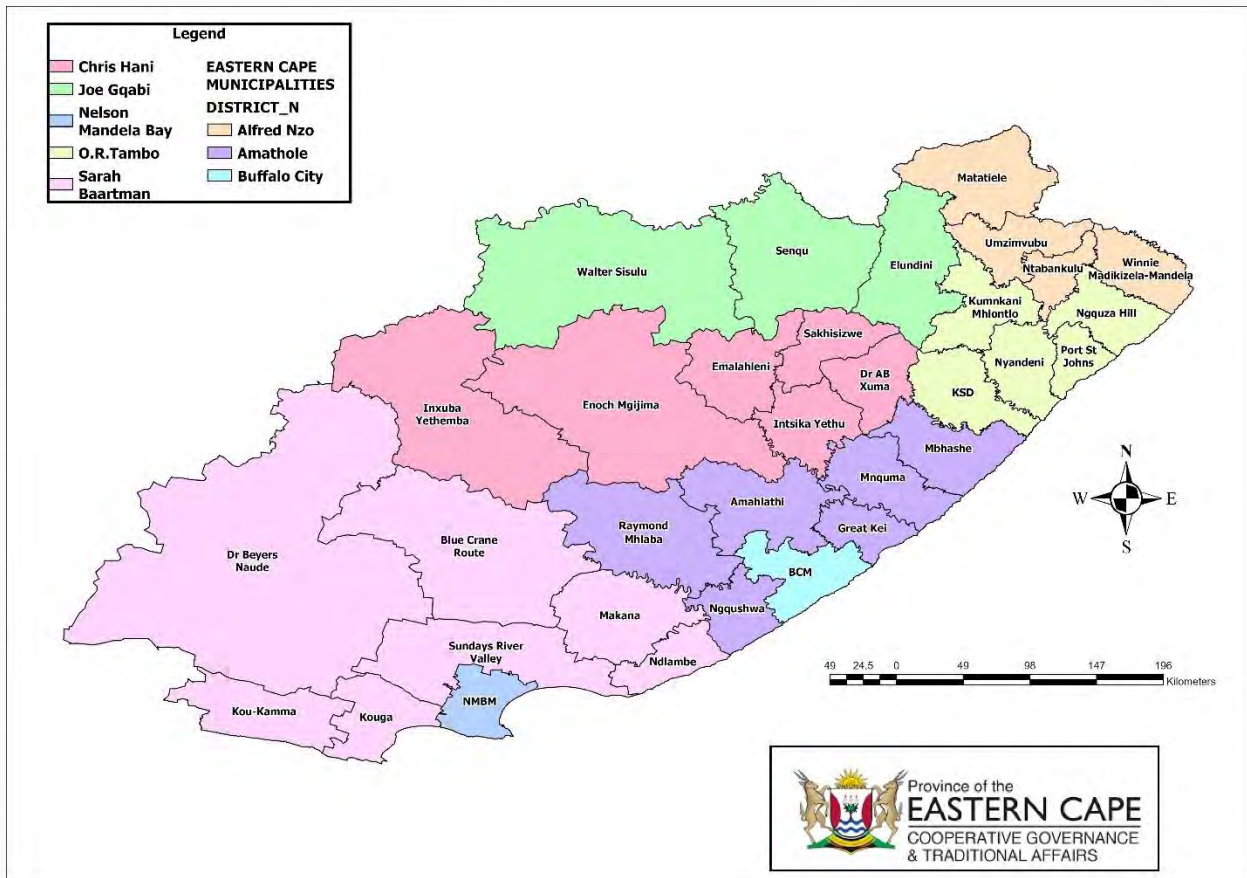 Legend
Chris Hani
Joe Gqabi
Nelson
Mandela Bay
O.R.Tambo
Sarah
Baartman
EASTERN CAPE
MUNICIPALITIES
DISTRICT_N
Alfred Nzo
Amathole
Buffalo City
Matatiele
Umzimvubu
Ntabankulu
Winnie
Madikizela-Mandela
Walter Sisulu
Senqu
Elundini
Kumnkani
Mhlontlo
Ngquza Hill
Port St
Johns
Nyandeni
KSD
Sakhisizwe
Emalahleni
Dr AB
Xuma
Inxuba
Yethemba
Enoch Mgijima
Intsika Yethu
Mbhashe
Mnquma
Amahlathi
Great Kei
Raymond
Mhlaba
BCM
Ngqushwa
Dr Beyers
Naude
Blue Crane
Route
Makana
Ndlambe
Sundays River
Valley
NMBM
Kou-Kamma
Kouga
N
W E
S
49 24,5 0 49 98 147 196
Kilometers
Province of the
EASTERN CAPE
COOPERATIVE GOVERNANCE
& TRADITIONAL AFFAIRS